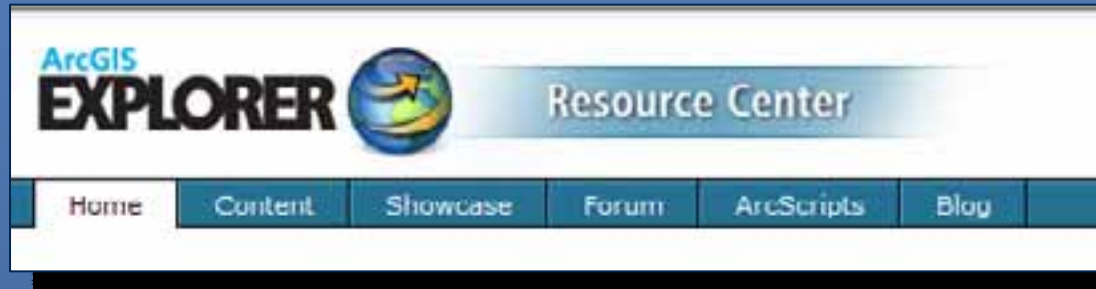 ArcGIS
EXPLORER
Resource Center
Home Content Showcase Forum ArcScripts Blog